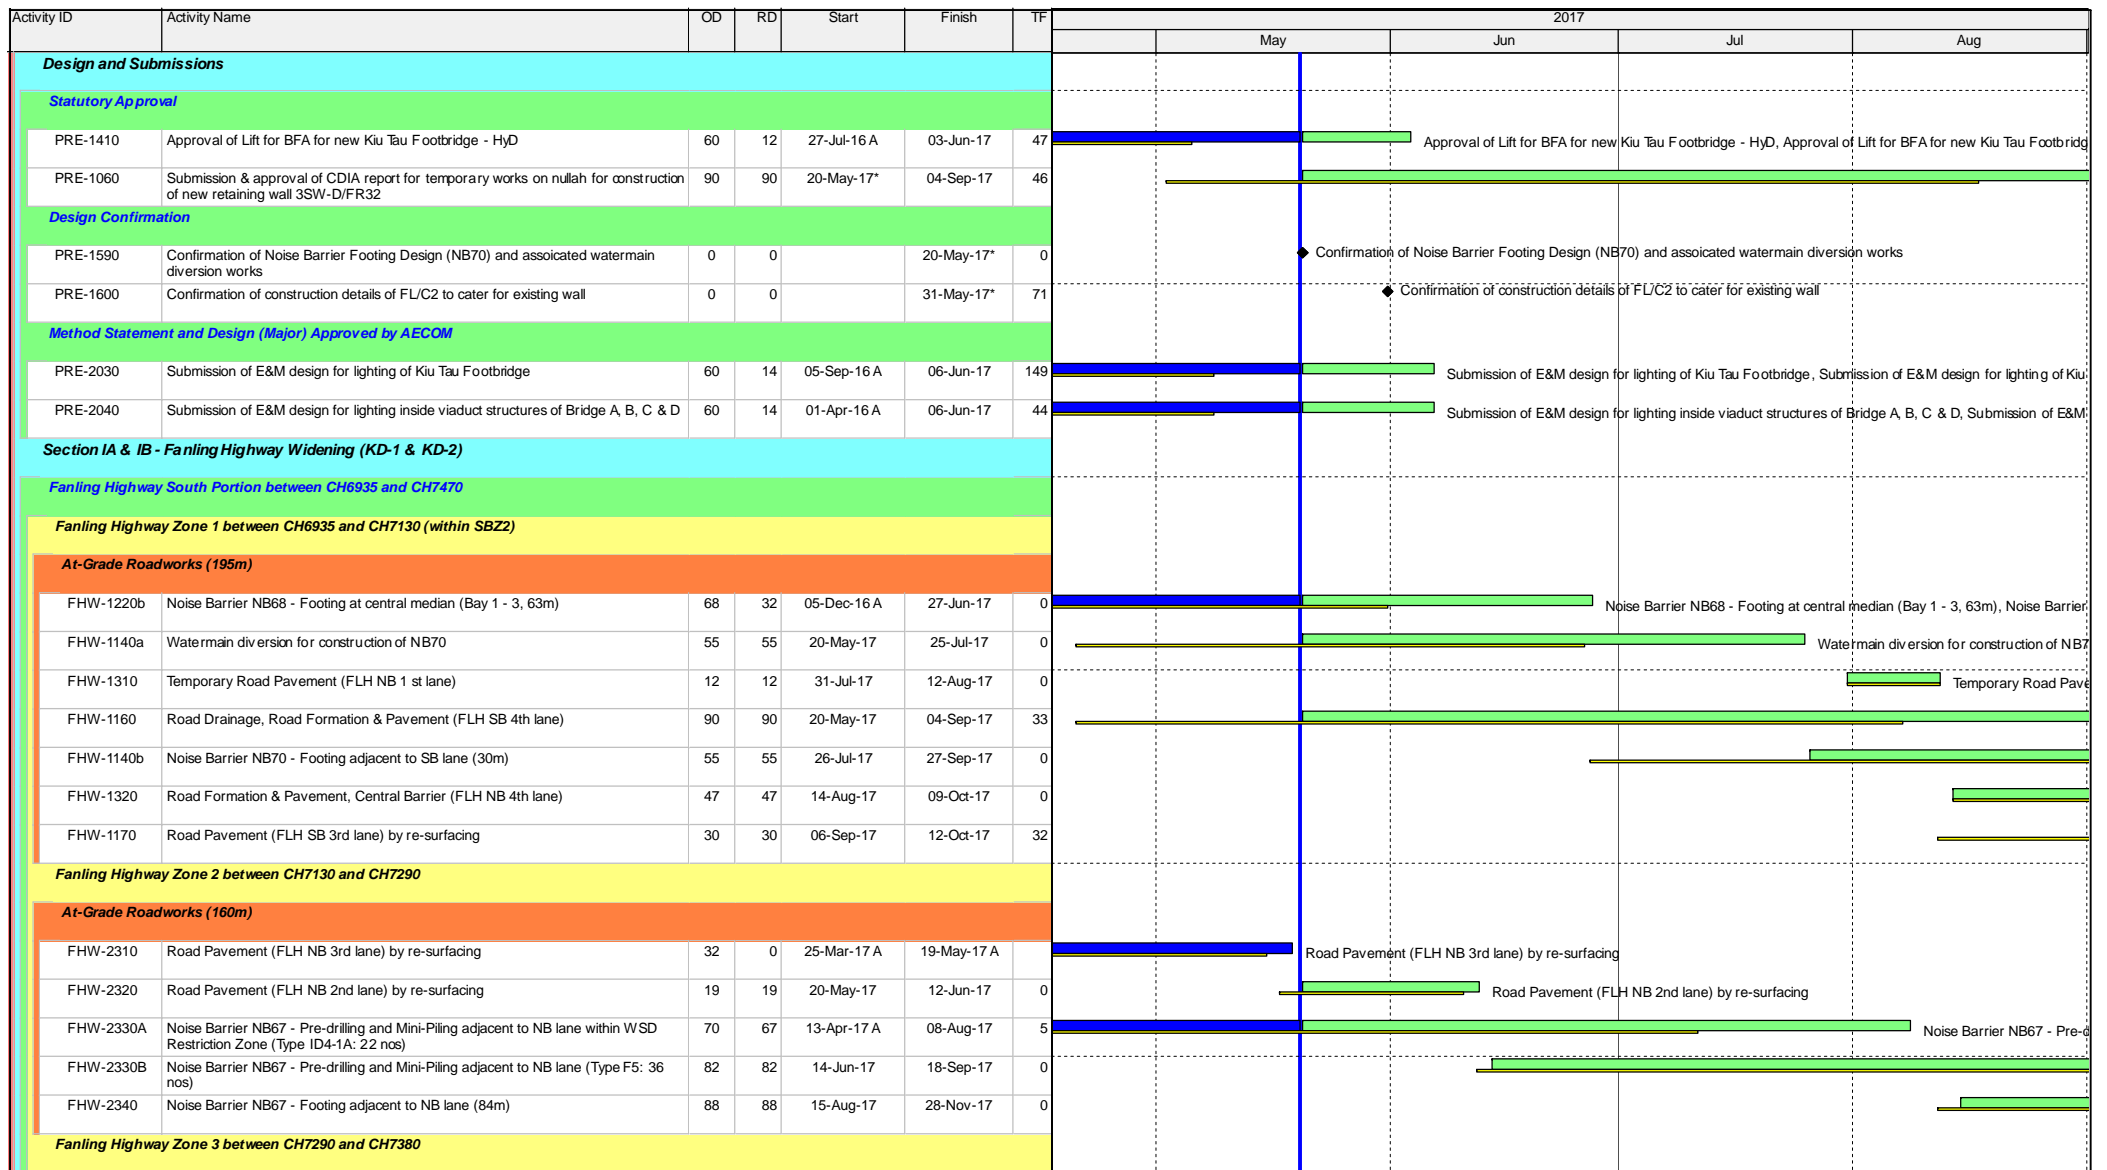 Activity ID Activity Name OD RD Start Finish TF 2017
May Jun Jul Aug
Design and Submissions
Statutory Approval
PRE-1410 Approval of Lift for BFA for new Kiu Tau Footbridge - HyD 60 12 27-Jul-16 A 03-Jun-17 47 Approval of Lift for BFA for new Kiu Tau Footbridge - HyD, Approval of Lift for BFA for new Kiu Tau Footbridg
PRE-1060 Submission & approval of CDIA report for temporary works on nullah for construction 90 90 20-May-17* 04-Sep-17 46
of new retaining wall 3SW-D/FR32
Design Confirmation
PRE-1590 Confirmation of Noise Barrier Footing Design (NB70) and assoicated watermain 0 0 20-May-17* 0 Confirmation of Noise Barrier Footing Design (NB70) and assoicated watermain diversion works
diversion works
PRE-1600 Confirmation of construction details of FL/C2 to cater for existing wall 0 0 31-May-17* 71 Confirmation of construction details of FL/C2 to cater for existing wall
Method Statement and Design (Major) Approved by AECOM
PRE-2030 Submission of E&M design for lighting of Kiu Tau Footbridge 60 14 05-Sep-16 A 06-Jun-17 149 Submission of E&M design for lighting of Kiu Tau Footbridge, Submission of E&M design for lighting of Kiu
PRE-2040 Submission of E&M design for lighting inside viaduct structures of Bridge A, B, C & D 60 14 01-Apr-16 A 06-Jun-17 44 Submission of E&M design for lighting inside viaduct structures of Bridge A, B, C & D, Submission of E&M
Section IA & IB - Fanling Highway Widening (KD-1 & KD-2)
Fanling Highway South Portion between CH6935 and CH7470
Fanling Highway Zone 1 between CH6935 and CH7130 (within SBZ2)
At-Grade Roadworks (195m)
FHW-1220b Noise Barrier NB68 - Footing at central median (Bay 1 - 3, 63m) 68 32 05-Dec-16 A 27-Jun-17 0 Noise Barrier NB68 - Footing at central median (Bay 1 - 3, 63m), Noise Barrier
FHW-1140a Watermain diversion for construction of NB70 55 55 20-May-17 25-Jul-17 0 Watermain diversion for construction of NB7
FHW-1310 Temporary Road Pavement (FLH NB 1 st lane) 12 12 31-Jul-17 12-Aug-17 0 Temporary Road Pave
FHW-1160 Road Drainage, Road Formation & Pavement (FLH SB 4th lane) 90 90 20-May-17 04-Sep-17 33
FHW-1140b Noise Barrier NB70 - Footing adjacent to SB lane (30m) 55 55 26-Jul-17 27-Sep-17 0
FHW-1320 Road Formation & Pavement, Central Barrier (FLH NB 4th lane) 47 47 14-Aug-17 09-Oct-17 0
FHW-1170 Road Pavement (FLH SB 3rd lane) by re-surfacing 30 30 06-Sep-17 12-Oct-17 32
Fanling Highway Zone 2 between CH7130 and CH7290
At-Grade Roadworks (160m)
FHW-2310 Road Pavement (FLH NB 3rd lane) by re-surfacing 32 0 25-Mar-17 A 19-May-17 A Road Pavement (FLH NB 3rd lane) by re-surfacing
FHW-2320 Road Pavement (FLH NB 2nd lane) by re-surfacing 19 19 20-May-17 12-Jun-17 0 Road Pavement (FLH NB 2nd lane) by re-surfacing
FHW-2330A Noise Barrier NB67 - Pre-drilling and Mini-Piling adjacent to NB lane within WSD 70 67 13-Apr-17 A 08-Aug-17 5 Noise Barrier NB67 - Pre-d
Restriction Zone (Type ID4-1A: 22 nos)
FHW-2330B Noise Barrier NB67 - Pre-drilling and Mini-Piling adjacent to NB lane (Type F5: 36 82 82 14-Jun-17 18-Sep-17 0
nos)
FHW-2340 Noise Barrier NB67 - Footing adjacent to NB lane (84m) 88 88 15-Aug-17 28-Nov-17 0
Fanling Highway Zone 3 between CH7290 and CH7380